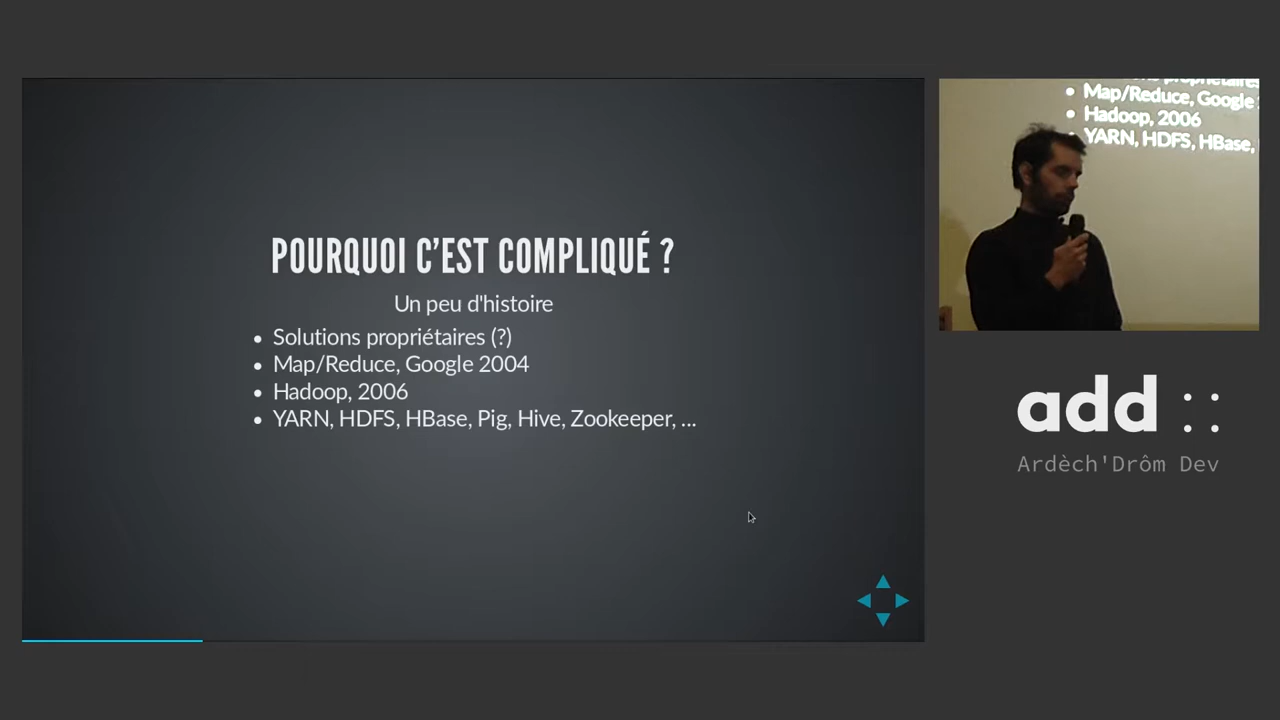 POURQUOI C'EST COMPLIQUÉ ?
Un peu d'histoire
Solutions propriétaires (?)
Map/Reduce, Google 2004
Hadoop, 2006
YARN, HDFS, HBase, Pig, Hive, Zookeeper, ...
propriétaires
Map/Reduce, Google
Hadoop, 2006
YARN, HDFS, HBase,
add ::
Ardèch'Drôm Dev